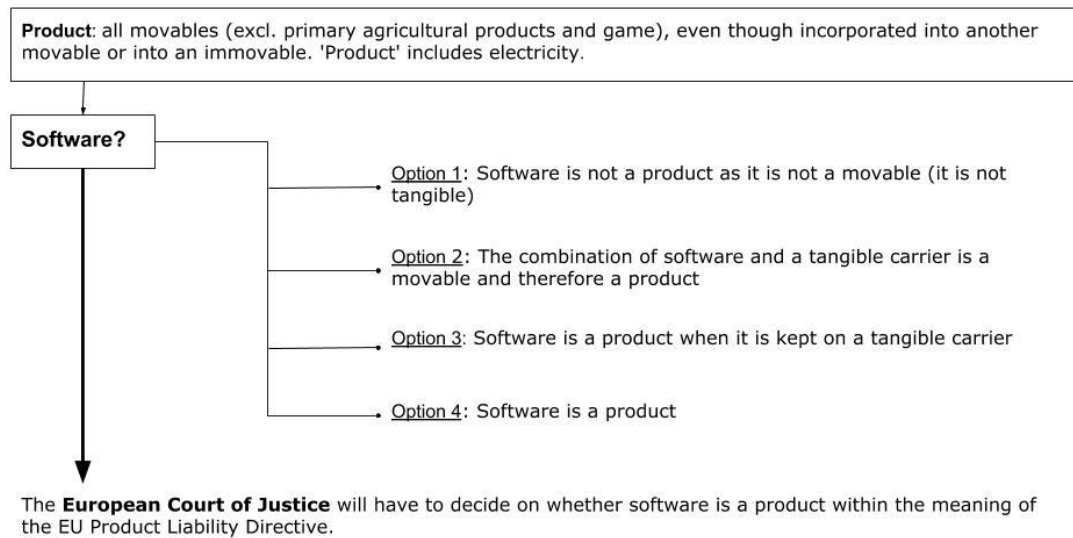 Product: all movables (excl. primary agricultural products and game), even though incorporated into another
movable or into an immovable. 'Product' includes electricity.
Software?
Option 1: Software is not a product as it is not a movable (it is not
tangible)
Option 2: The combination of software and a tangible carrier is a
movable and therefore a product
Option 3: Software is a product when it is kept on a tangible carrier
Option 4: Software is a product
The European Court of Justice will have to decide on whether software is a product within the meaning of
the EU Product Liability Directive.